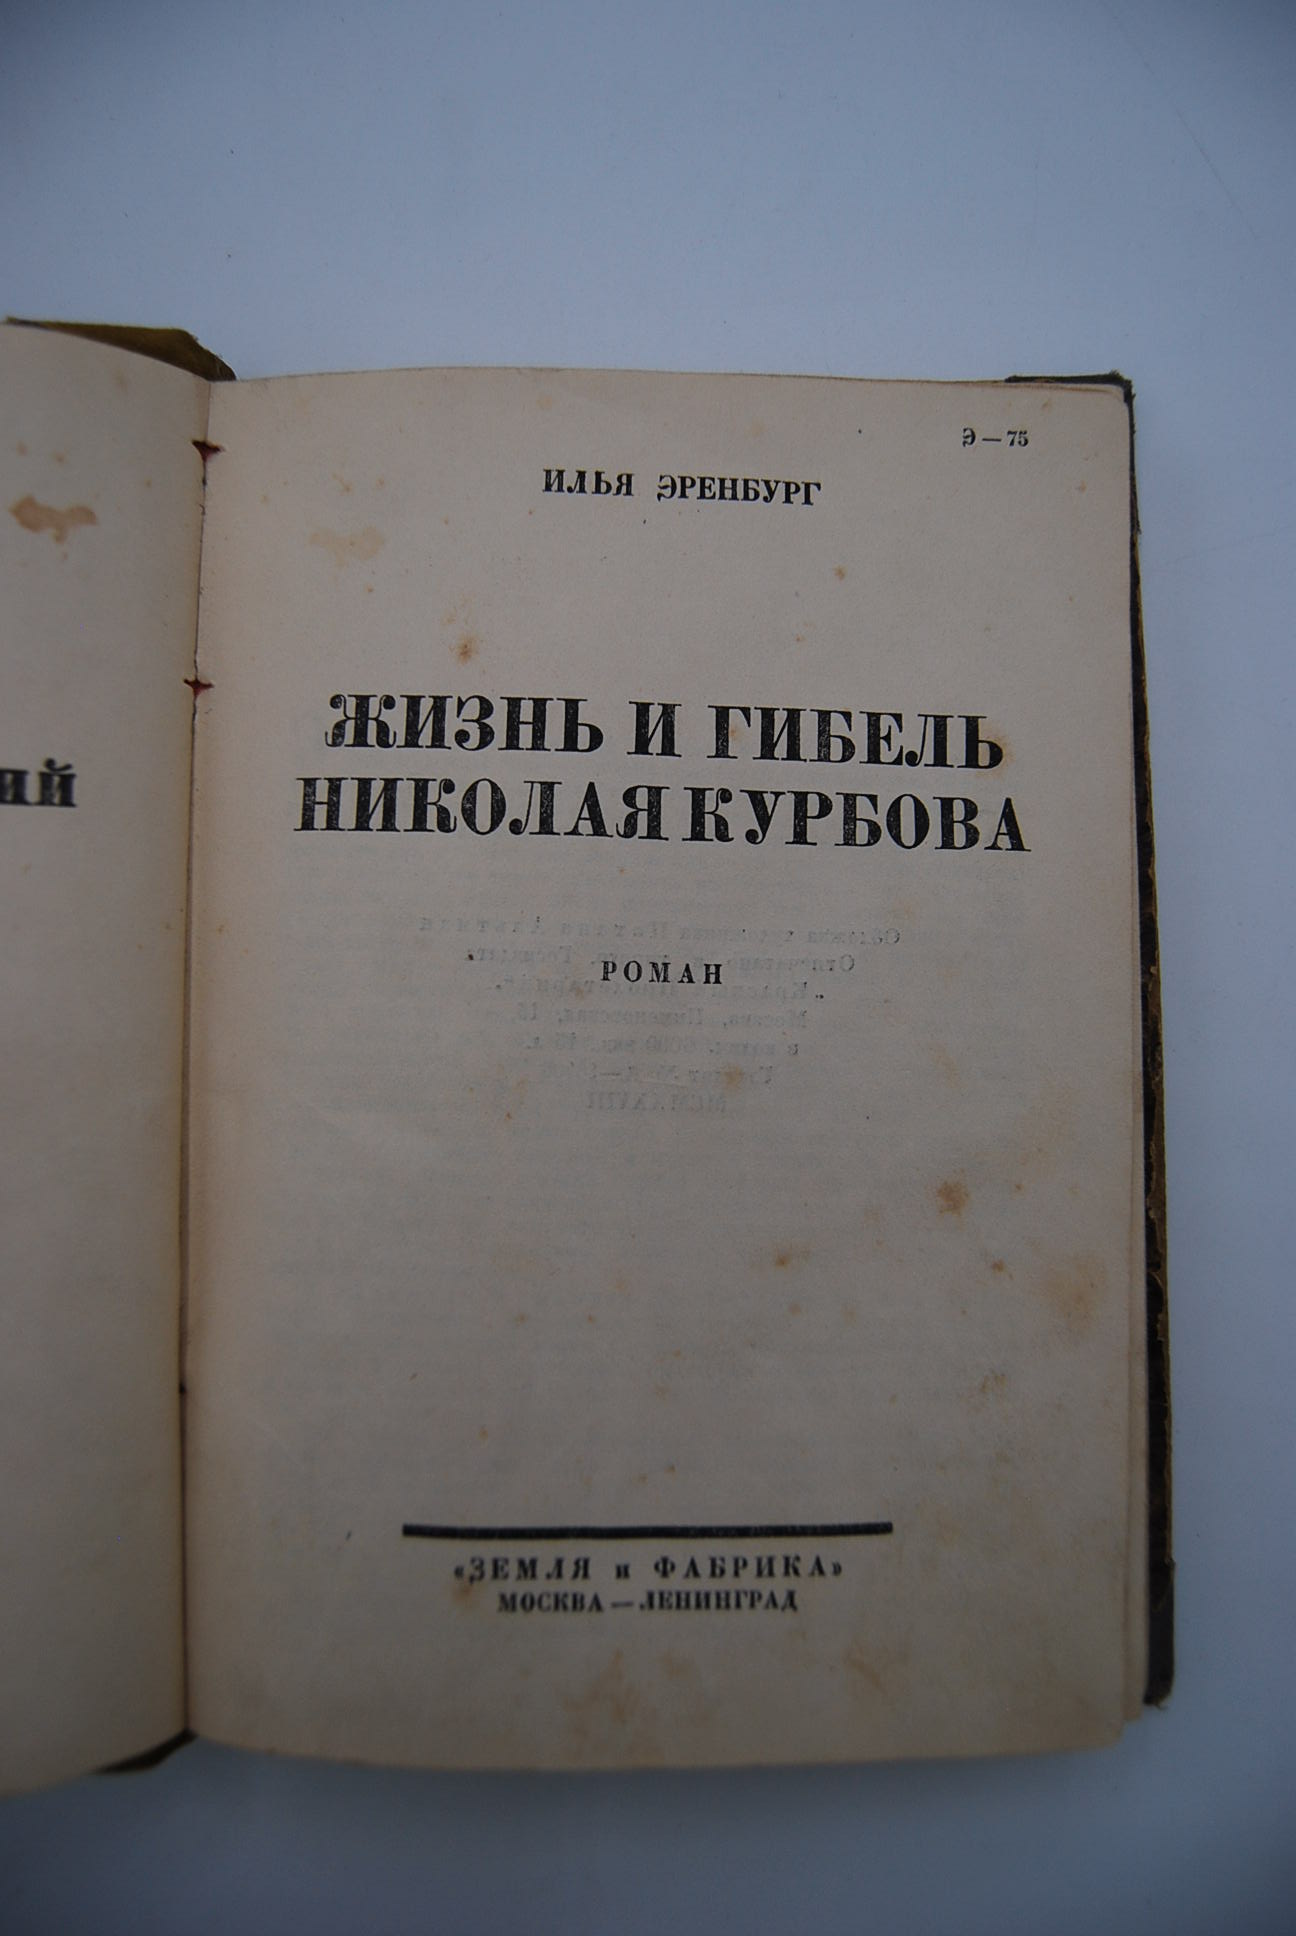 Э — 75
ИЛЬЯ ЭРЕНБУРГ
ЖИЗНЬ И ГИБЕЛЬ
НИКОЛАЯ КУРБОВА
РОМАН
«ЗЕМЛЯ и ФАБРИКА»
МОСКВА — ЛЕНИНГРАД